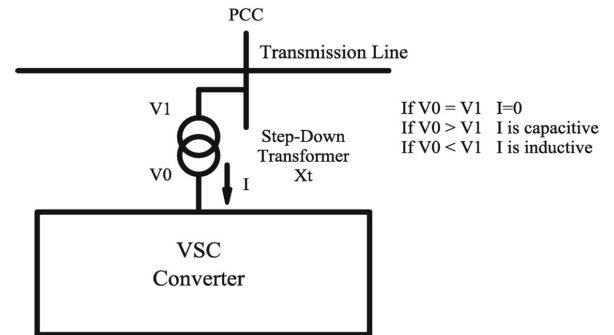 PCC
Transmission Line
V1
If V0 = V1 I=0
If V0 > V1 I is capacitive
If V0 < V1 I is inductive
Step-Down
Transformer
Xt
V0
I
VSC
Converter